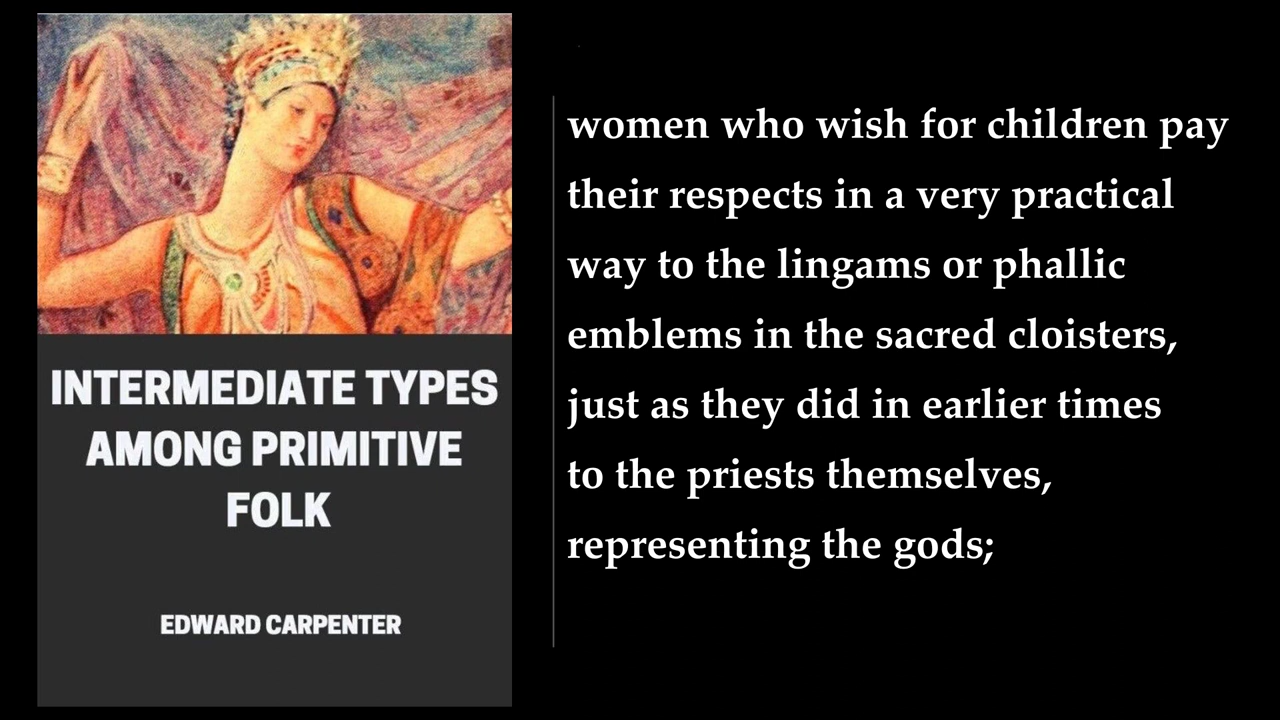 INTERMEDIATE TYPES
AMONG PRIMITIVE
FOLK
EDWARD CARPENTER
women who wish for children pay
their respects in a very practical
way to the lingams or phallic
emblems in the sacred cloisters,
just as they did in earlier times
to the priests themselves,
representing the gods;